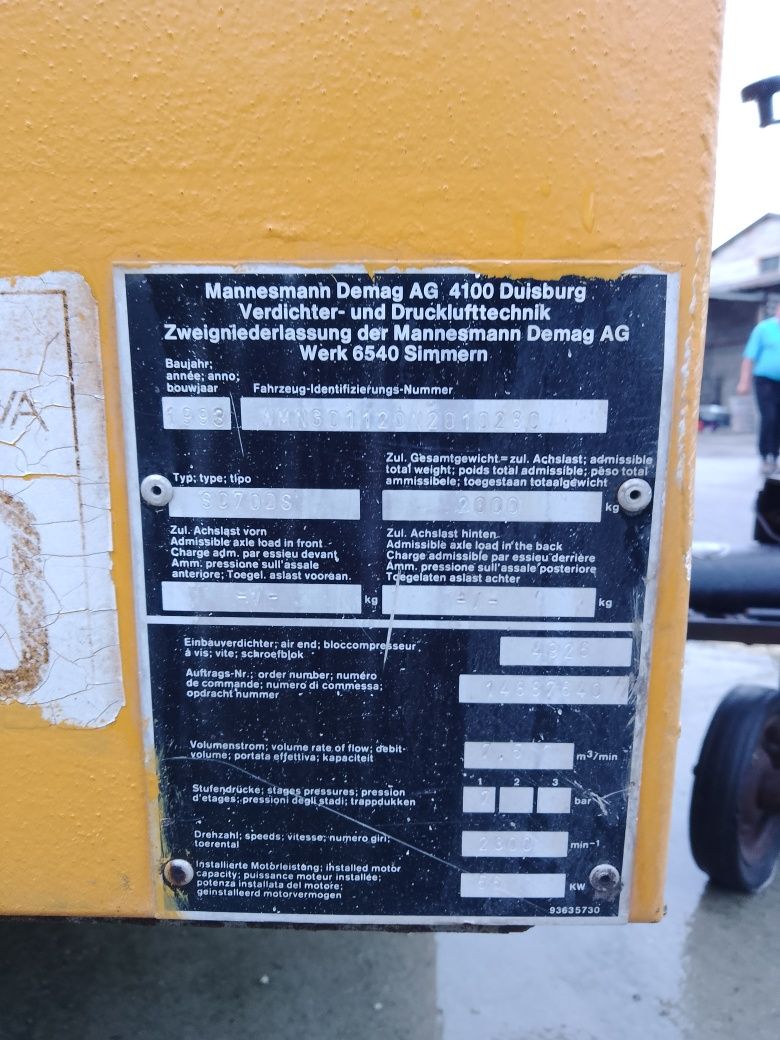 Mannesmann Demag AG 4100 Duisburg
Verdichter- und Drucklufttechnik
Zweigniederlassung der Mannesmann Demag AG
Werk 6540 Simmern
Baujahr;
année; anno;
bouwjaar
Fahrzeug-Identifizierungs-Nummer
1993
Typ; type; tipo
SC70DS
Zul. Gesamtgewicht = zul. Achslast; admissible
total weight; poids total admissible; peso total
ammissibele; toegestaan totaalgewicht
2000 kg
Zul. Achslast vorn
Admissible axle load in front
Charge adm. par essieu devant
Amm. pressione sull'assale
anteriore; Toegel. aslast vooraan.
-/- kg
Zul. Achslast hinten
Admissible axle load in the back
Charge admissible par essieu derrière
Amm. pressione sull'assale posteriore
Toegelaten aslast achter
-/- kg
Einbauverdichter; air end; bloccompresseur
à vis; vite; schroefblok
4926
Auftrags-Nr.; order number; numéro
de commande; numero di commessa;
opdracht nummer
Volumenstrom; volume rate of flow; debit-
volume; portata effettiva; kapaciteit
m³/min
1 2 3
Stufendrücke; stages pressures; pression
d'etages; pressioni degli stadi; trappdukken
7 bar
Drehzahl; speeds; vitesse; numero giri;
toerental
2300 min-1
Installierte Motorleistung; installed motor
capacity; puissance moteur installée;
potenza installata del motore;
geinstalleerd motorvermogen
KW
93635730